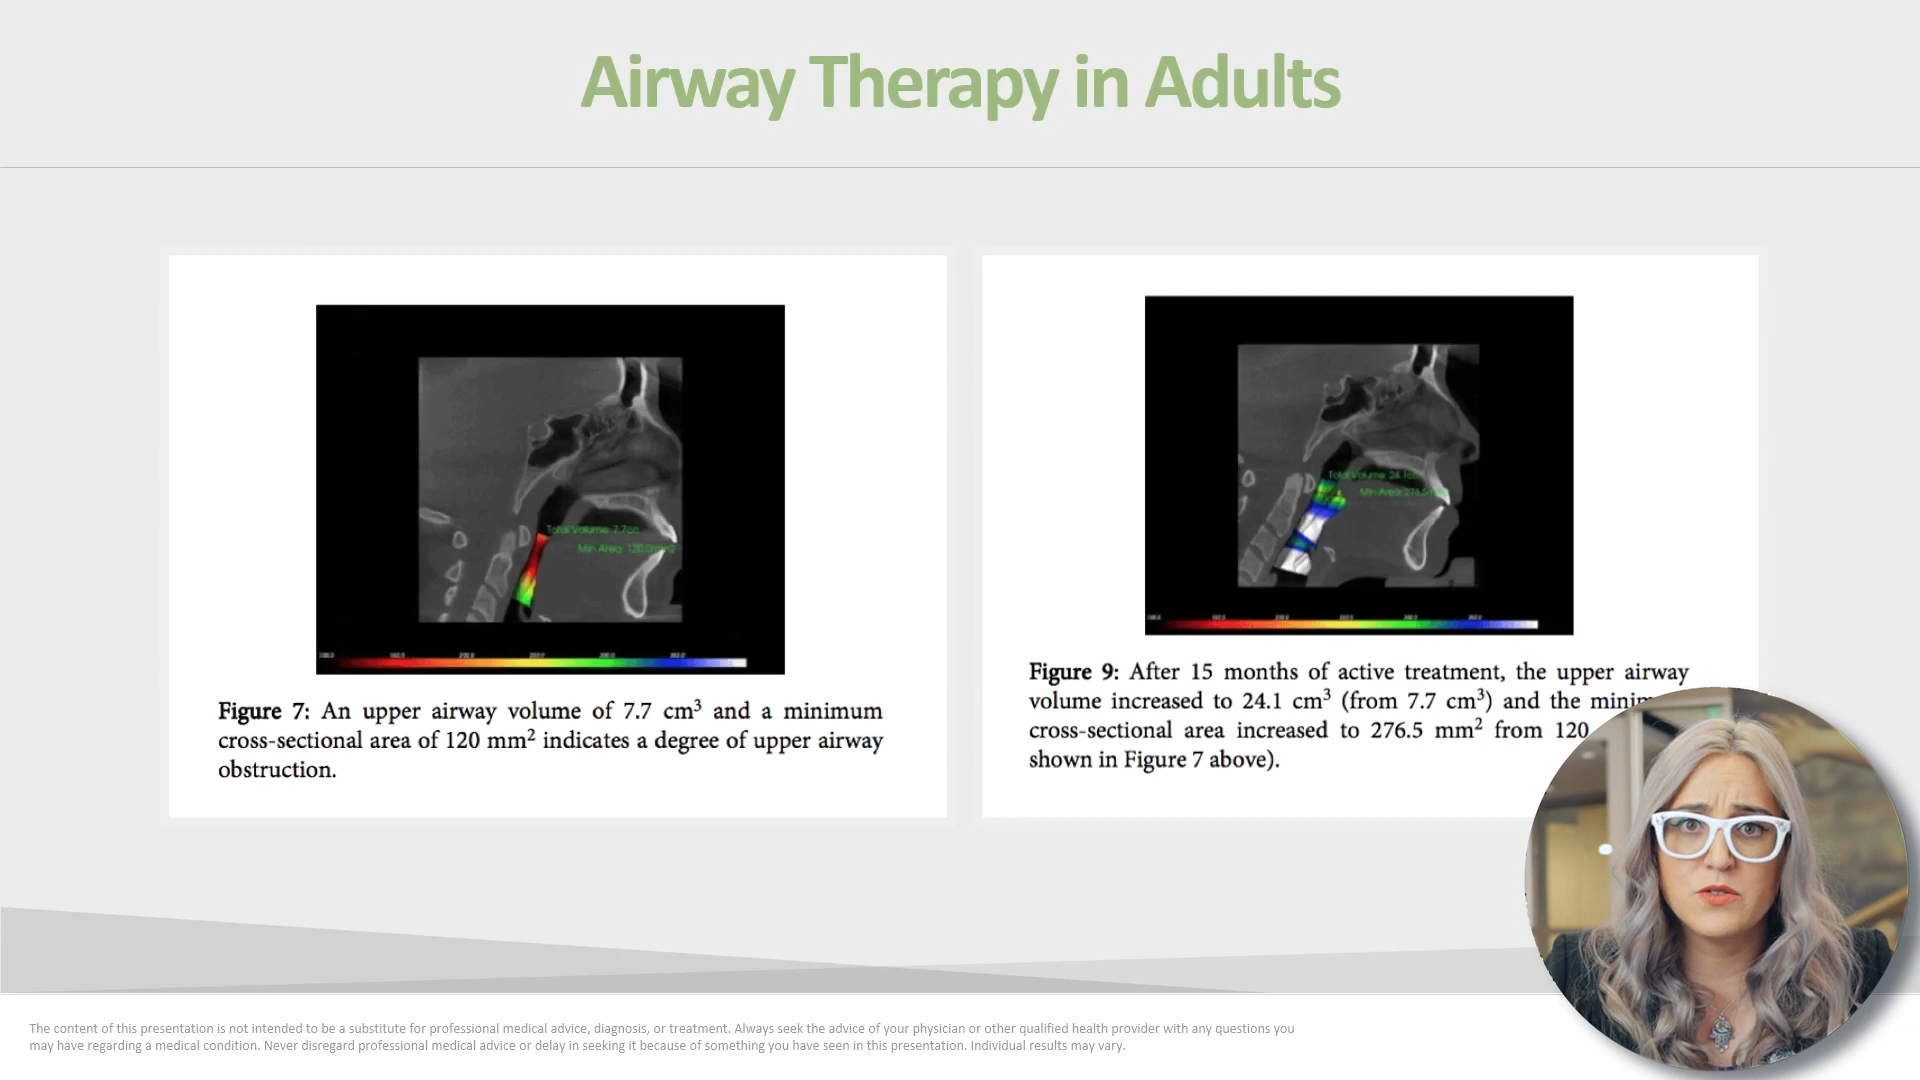 Airway Therapy in Adults
Total Volume: 7.7cc
Min Area: 120.0mm2
Figure 7: An upper airway volume of 7.7 cm³ and a minimum
cross-sectional area of 120 mm² indicates a degree of upper airway
obstruction.
Total Volume: 24.1cc
Min Area: 276.5
Figure 9: After 15 months of active treatment, the upper airway
volume increased to 24.1 cm³ (from 7.7 cm³) and the
cross-sectional area increased to 276.5 mm² from 120
shown in Figure 7 above).
The content of this presentation is not intended to be a substitute for professional medical advice, diagnosis, or treatment. Always seek the advice of your physician or other qualified health provider with any questions you
may have regarding a medical condition. Never disregard professional medical advice or delay in seeking it because of something you have seen in this presentation. Individual results may vary.